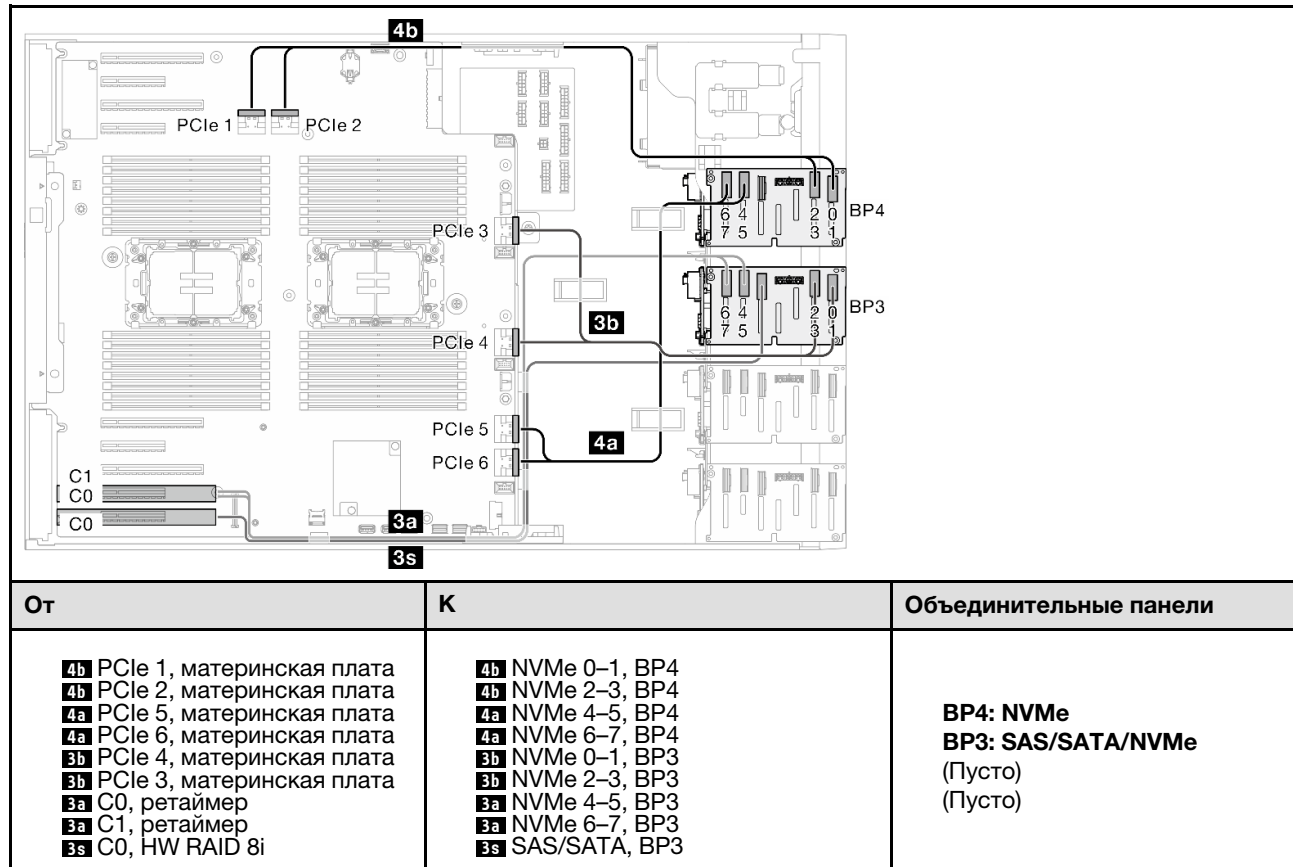 4b
PCIe 1
PCIe 2
6 4 2 0
7 5 3 1
BP4
PCIe 3
6 4 2 0
7 5 3 1
BP3
3b
PCIe 4
PCIe 5
4a
PCIe 6
C1
C0
C0
3a
3s
От
К
Объединительные панели
4b PCIe 1, материнская плата
4b PCIe 2, материнская плата
4a PCIe 5, материнская плата
4a PCIe 6, материнская плата
3b PCIe 4, материнская плата
3b PCIe 3, материнская плата
3a C0, ретаймер
3a C1, ретаймер
3s C0, HW RAID 8i
4b NVMe 0–1, BP4
4b NVMe 2–3, BP4
4a NVMe 4–5, BP4
4a NVMe 6–7, BP4
3b NVMe 0–1, BP3
3b NVMe 2–3, BP3
3a NVMe 4–5, BP3
3a NVMe 6–7, BP3
3s SAS/SATA, BP3
BP4: NVMe
BP3: SAS/SATA/NVMe
(Пусто)
(Пусто)